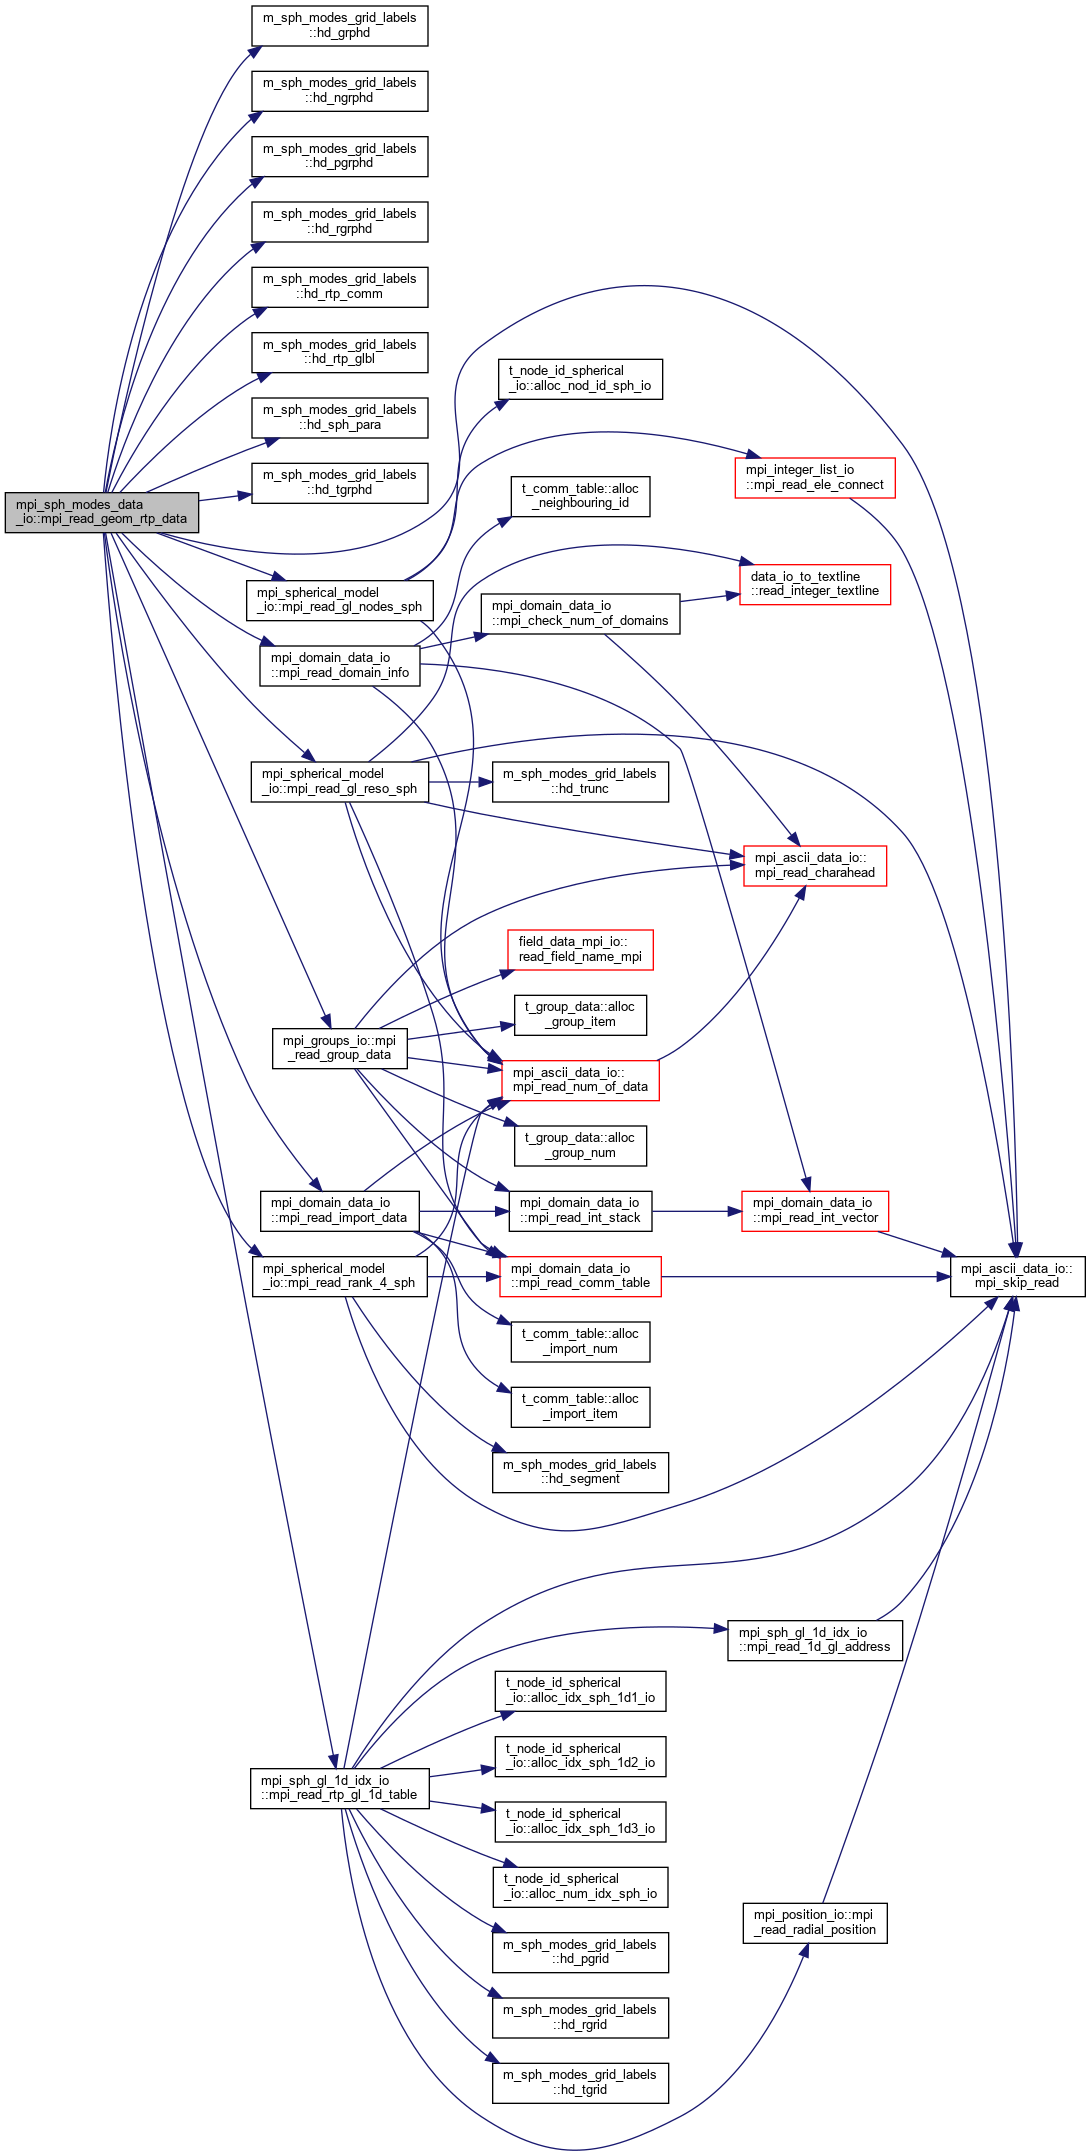 m_sph_modes_grid_labels
::hd_grphd
m_sph_modes_grid_labels
::hd_ngrphd
m_sph_modes_grid_labels
::hd_pgrphd
m_sph_modes_grid_labels
::hd_rgrphd
m_sph_modes_grid_labels
::hd_rtp_comm
m_sph_modes_grid_labels
::hd_rtp_glbl
m_sph_modes_grid_labels
::hd_sph_para
m_sph_modes_grid_labels
::hd_tgrphd
mpi_sph_modes_data
_io::mpi_read_geom_rtp_data
t_node_id_spherical
_io::alloc_nod_id_sph_io
mpi_integer_list_io
::mpi_read_ele_connect
t_comm_table::alloc
_neighbouring_id
data_io_to_textline
::read_integer_textline
mpi_spherical_model
_io::mpi_read_gl_nodes_sph
mpi_domain_data_io
::mpi_check_num_of_domains
mpi_domain_data_io
::mpi_read_domain_info
mpi_spherical_model
_io::mpi_read_gl_reso_sph
m_sph_modes_grid_labels
::hd_trunc
mpi_ascii_data_io::
mpi_read_charahead
field_data_mpi_io::
read_field_name_mpi
t_group_data::alloc
_group_item
mpi_groups_io::mpi
_read_group_data
mpi_ascii_data_io::
mpi_read_num_of_data
t_group_data::alloc
_group_num
mpi_domain_data_io
::mpi_read_import_data
mpi_domain_data_io
::mpi_read_int_stack
mpi_domain_data_io
::mpi_read_int_vector
mpi_spherical_model
_io::mpi_read_rank_4_sph
mpi_domain_data_io
::mpi_read_comm_table
mpi_ascii_data_io::
mpi_skip_read
t_comm_table::alloc
_import_num
t_comm_table::alloc
_import_item
m_sph_modes_grid_labels
::hd_segment
mpi_sph_gl_1d_idx_io
::mpi_read_1d_gl_address
t_node_id_spherical
_io::alloc_idx_sph_1d1_io
t_node_id_spherical
_io::alloc_idx_sph_1d2_io
mpi_sph_gl_1d_idx_io
::mpi_read_rtp_gl_1d_table
t_node_id_spherical
_io::alloc_idx_sph_1d3_io
t_node_id_spherical
_io::alloc_num_idx_sph_io
mpi_position_io::mpi
_read_radial_position
m_sph_modes_grid_labels
::hd_pgrid
m_sph_modes_grid_labels
::hd_rgrid
m_sph_modes_grid_labels
::hd_tgrid